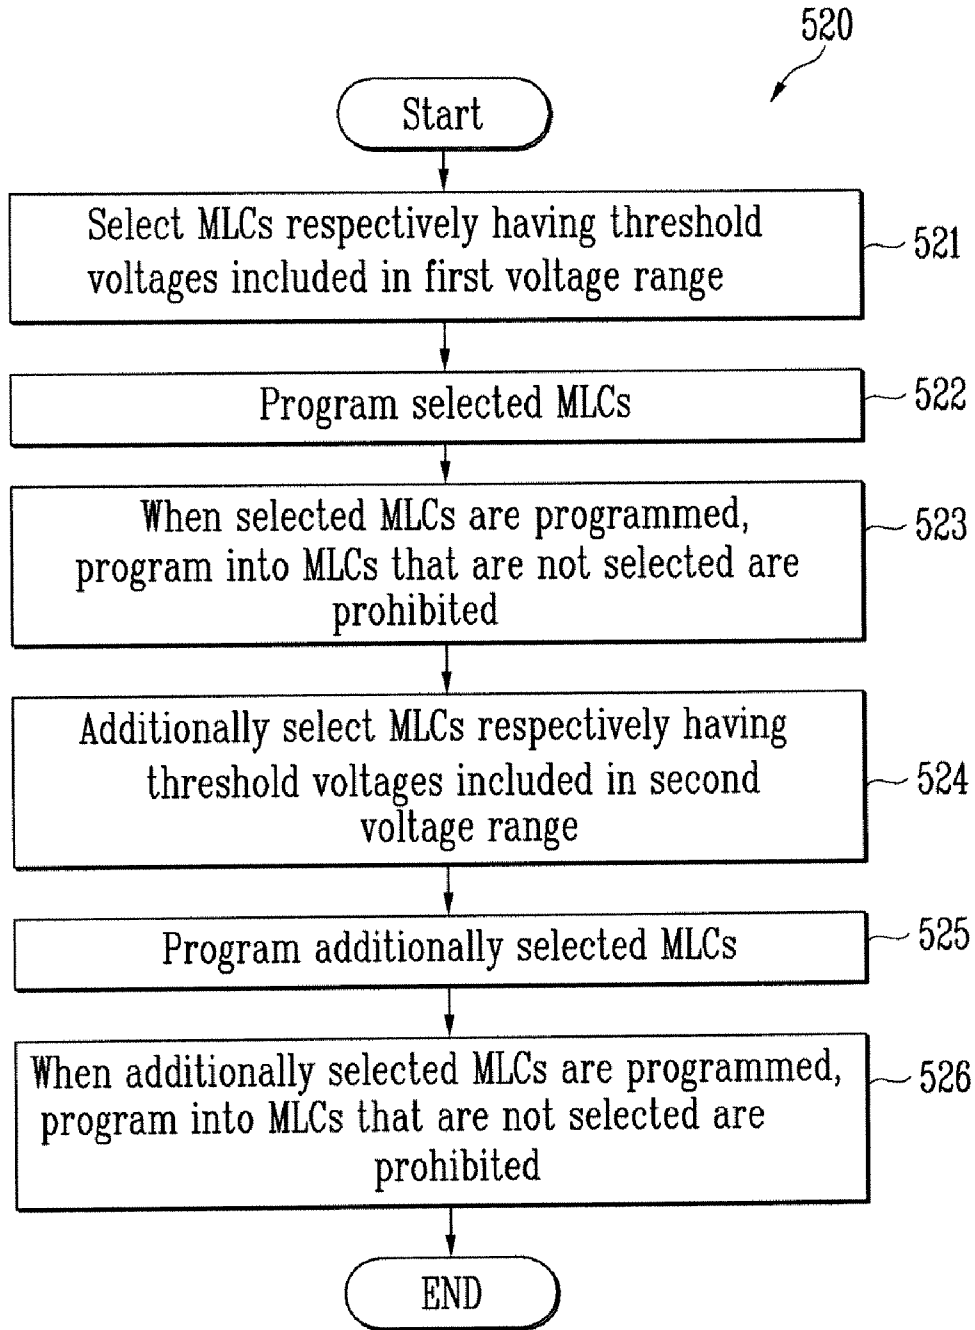 520
Start
Select MLCs respectively having threshold
voltages included in first voltage range
521
Program selected MLCs
522
When selected MLCs are programmed,
program into MLCs that are not selected are
prohibited
523
Additionally select MLCs respectively having
threshold voltages included in second
voltage range
524
Program additionally selected MLCs
525
When additionally selected MLCs are programmed,
program into MLCs that are not selected are
prohibited
526
END